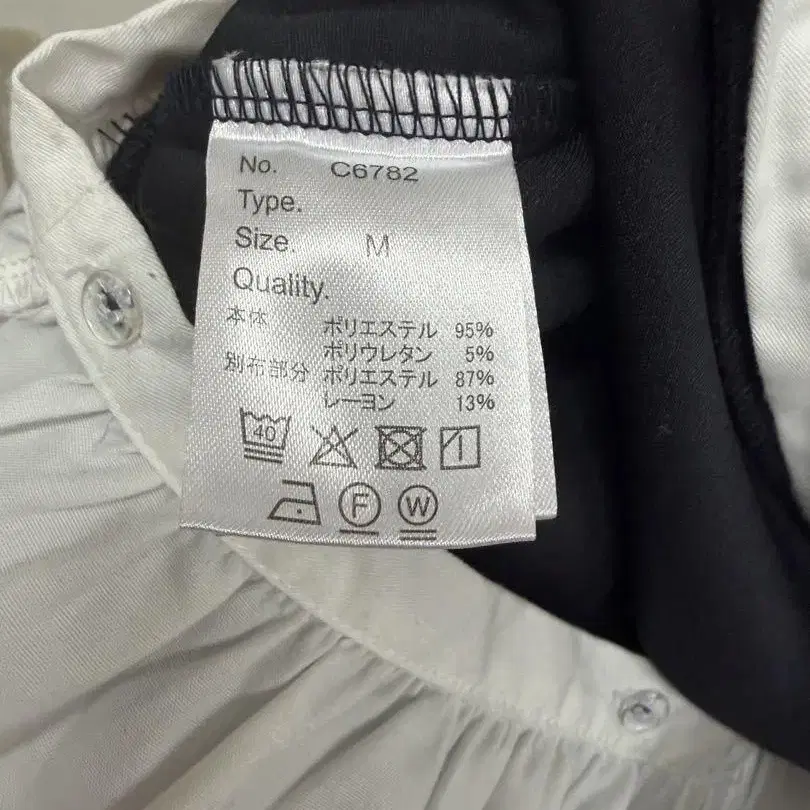 No. C6782
Type.
Size M
Quality.
本体 ポリエステル 95%
ポリウレタン 5%
別布部分 ポリエステル 87%
レーヨン 13%
40
F W